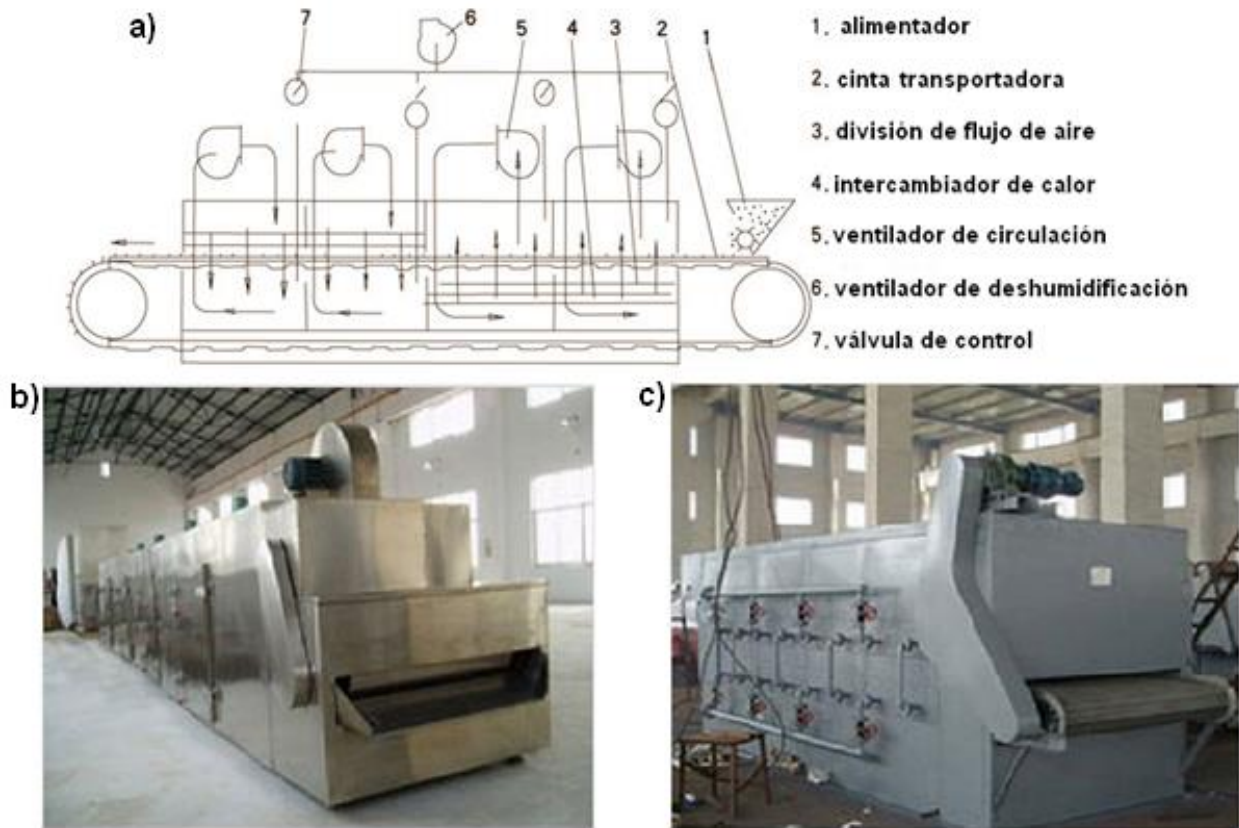 a)
7
6
5
4
3
2
1
1. alimentador
2. cinta transportadora
3. división de flujo de aire
4. intercambiador de calor
5. ventilador de circulación
6. ventilador de deshumidificación
7. válvula de control
b)
c)